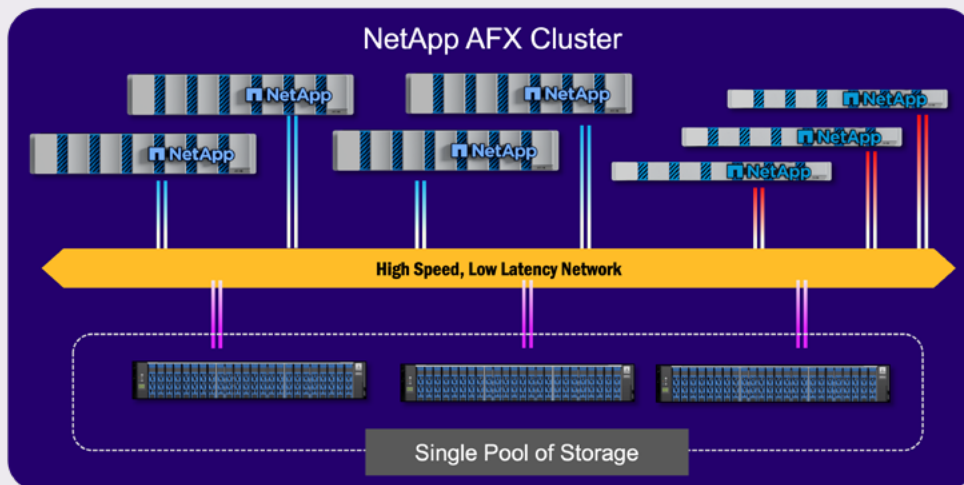 NetApp AFX Cluster
NetApp
NetApp
NetApp
NetApp
NetApp
NetApp
NetApp
High Speed, Low Latency Network
Single Pool of Storage